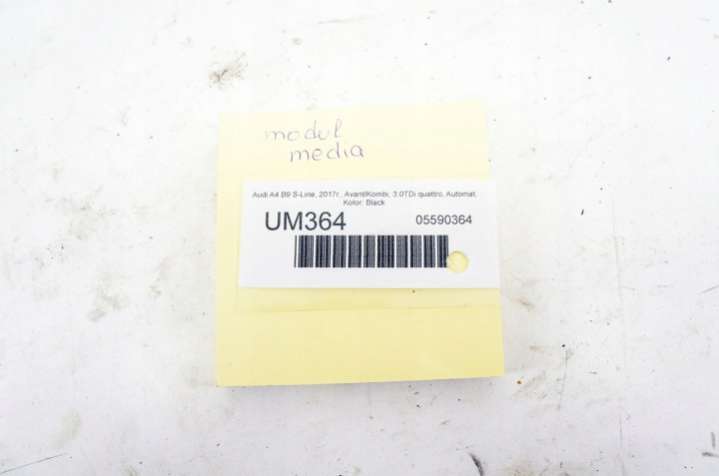 modul
media
Audi A4 B9 S-Line, 2017r., Avant/Kombi, 3.0TDi quattro, Automat,
Kolor: Black
UM364
05590364